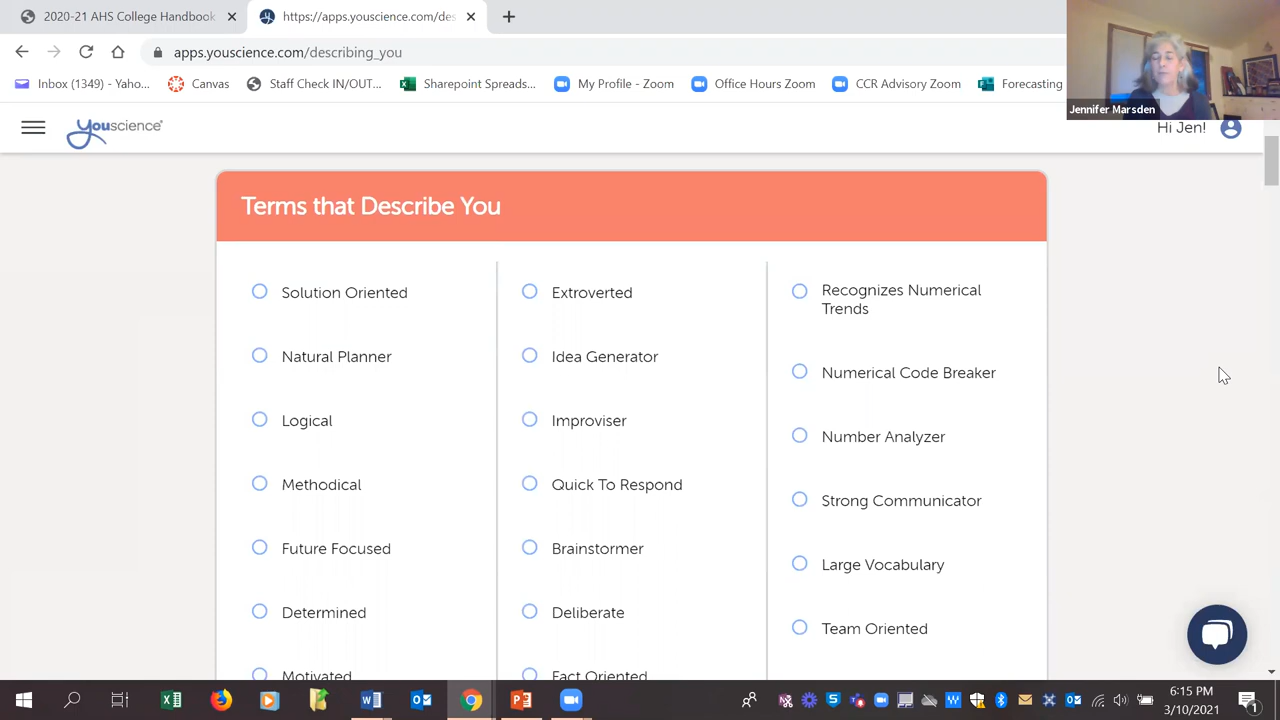 2020-21 AHS College Handbook
https://apps.youscience.com/des
apps.youscience.com/describing_you
Inbox (1349) - Yaho...
Canvas
Staff Check IN/OUT...
Sharepoint Spreads...
My Profile - Zoom
Office Hours Zoom
CCR Advisory Zoom
Forecasting
Jennifer Marsden
youscience
Hi Jen!
Terms that Describe You
Solution Oriented
Natural Planner
Logical
Methodical
Future Focused
Determined
Motivated
Extroverted
Idea Generator
Improviser
Quick To Respond
Brainstormer
Deliberate
Fact Oriented
Recognizes Numerical
Trends
Numerical Code Breaker
Number Analyzer
Strong Communicator
Large Vocabulary
Team Oriented
6:15 PM
3/10/2021
1